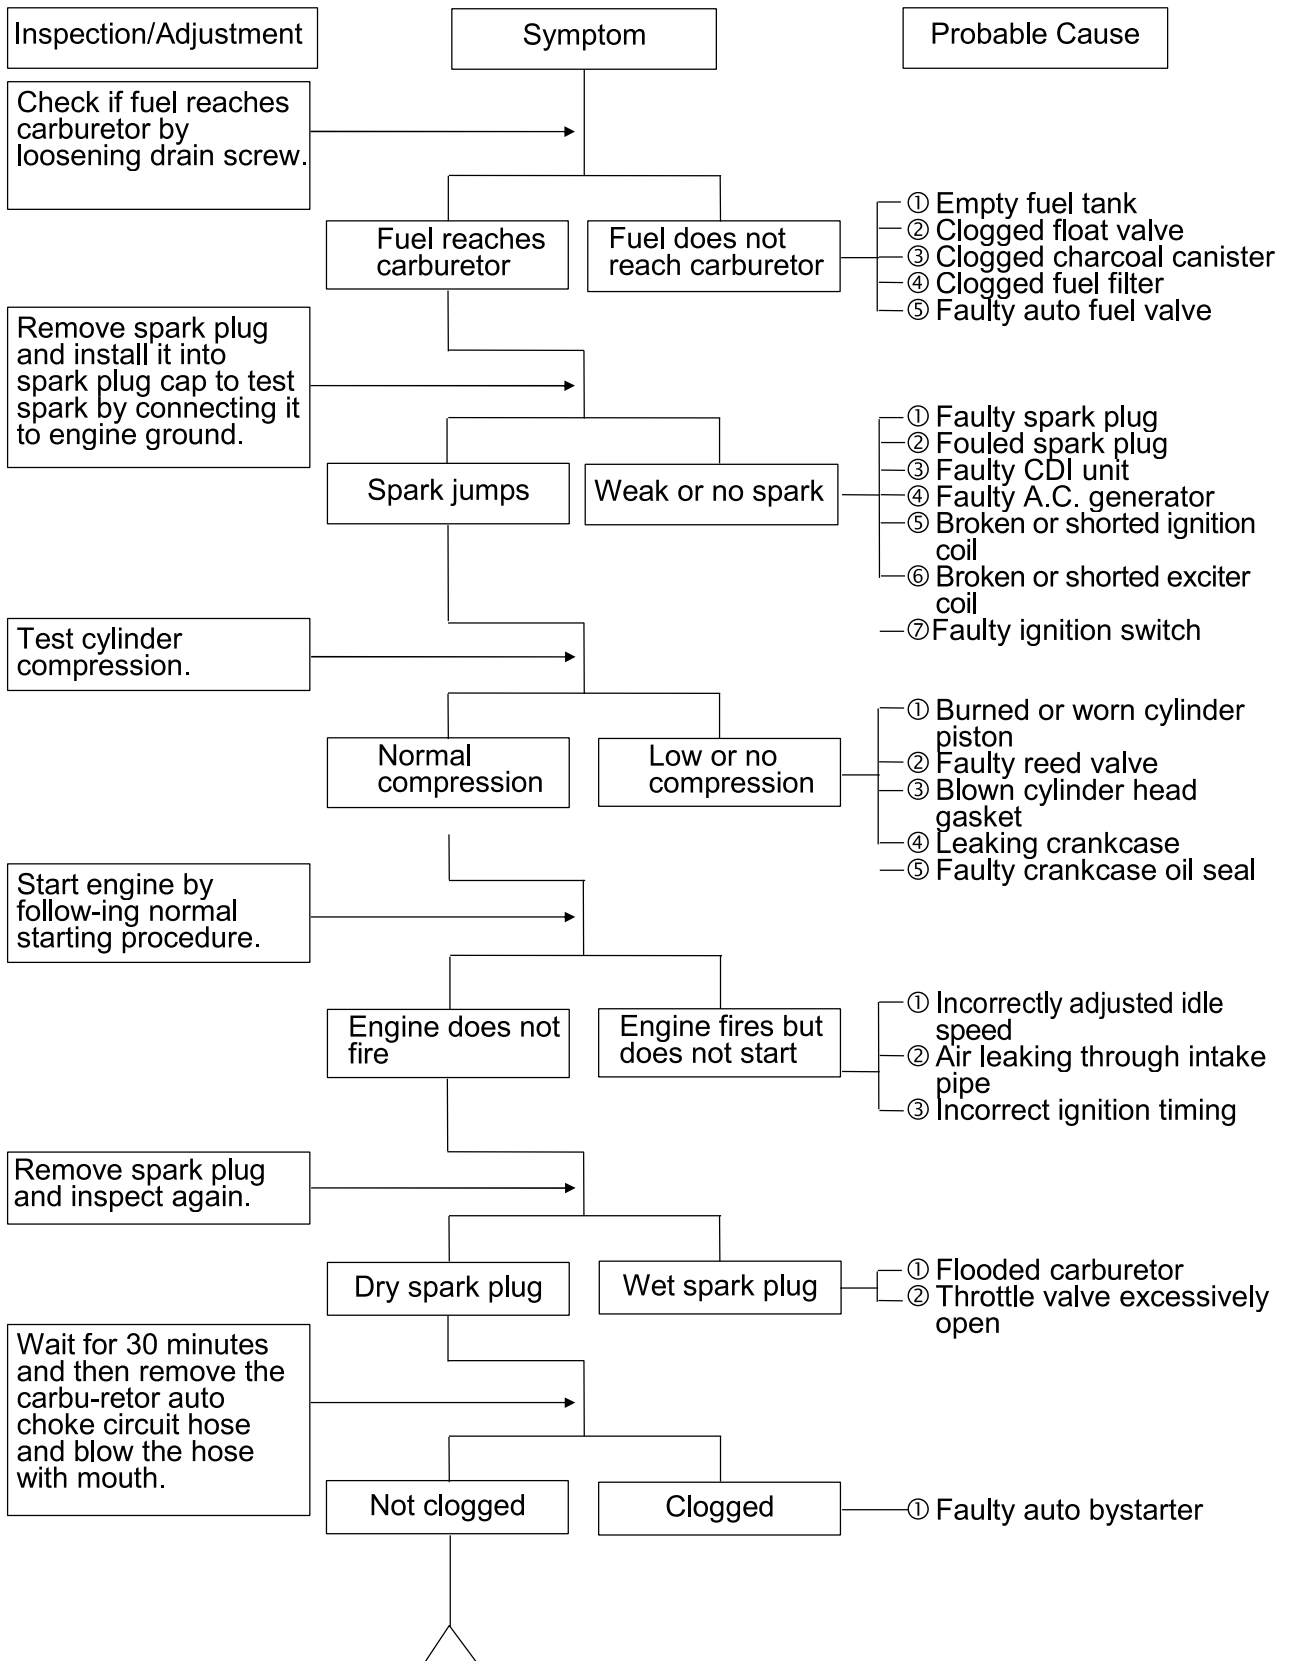 Inspection/Adjustment
Symptom
Probable Cause
Check if fuel reaches
carburetor by
loosening drain screw.
Fuel reaches
carburetor
Fuel does not
reach carburetor
① Empty fuel tank
② Clogged float valve
③ Clogged charcoal canister
④ Clogged fuel filter
⑤ Faulty auto fuel valve
Remove spark plug
and install it into
spark plug cap to test
spark by connecting it
to engine ground.
Spark jumps
Weak or no spark
① Faulty spark plug
② Fouled spark plug
③ Faulty CDI unit
④ Faulty A.C. generator
⑤ Broken or shorted ignition
coil
⑥ Broken or shorted exciter
coil
⑦Faulty ignition switch
Test cylinder
compression.
Normal
compression
Low or no
compression
① Burned or worn cylinder
piston
② Faulty reed valve
③ Blown cylinder head
gasket
④ Leaking crankcase
⑤ Faulty crankcase oil seal
Start engine by
follow-ing normal
starting procedure.
Engine does not
fire
Engine fires but
does not start
① Incorrectly adjusted idle
speed
② Air leaking through intake
pipe
③ Incorrect ignition timing
Remove spark plug
and inspect again.
Dry spark plug
Wet spark plug
① Flooded carburetor
② Throttle valve excessively
open
Wait for 30 minutes
and then remove the
carbu-retor auto
choke circuit hose
and blow the hose
with mouth.
Not clogged
Clogged
① Faulty auto bystarter